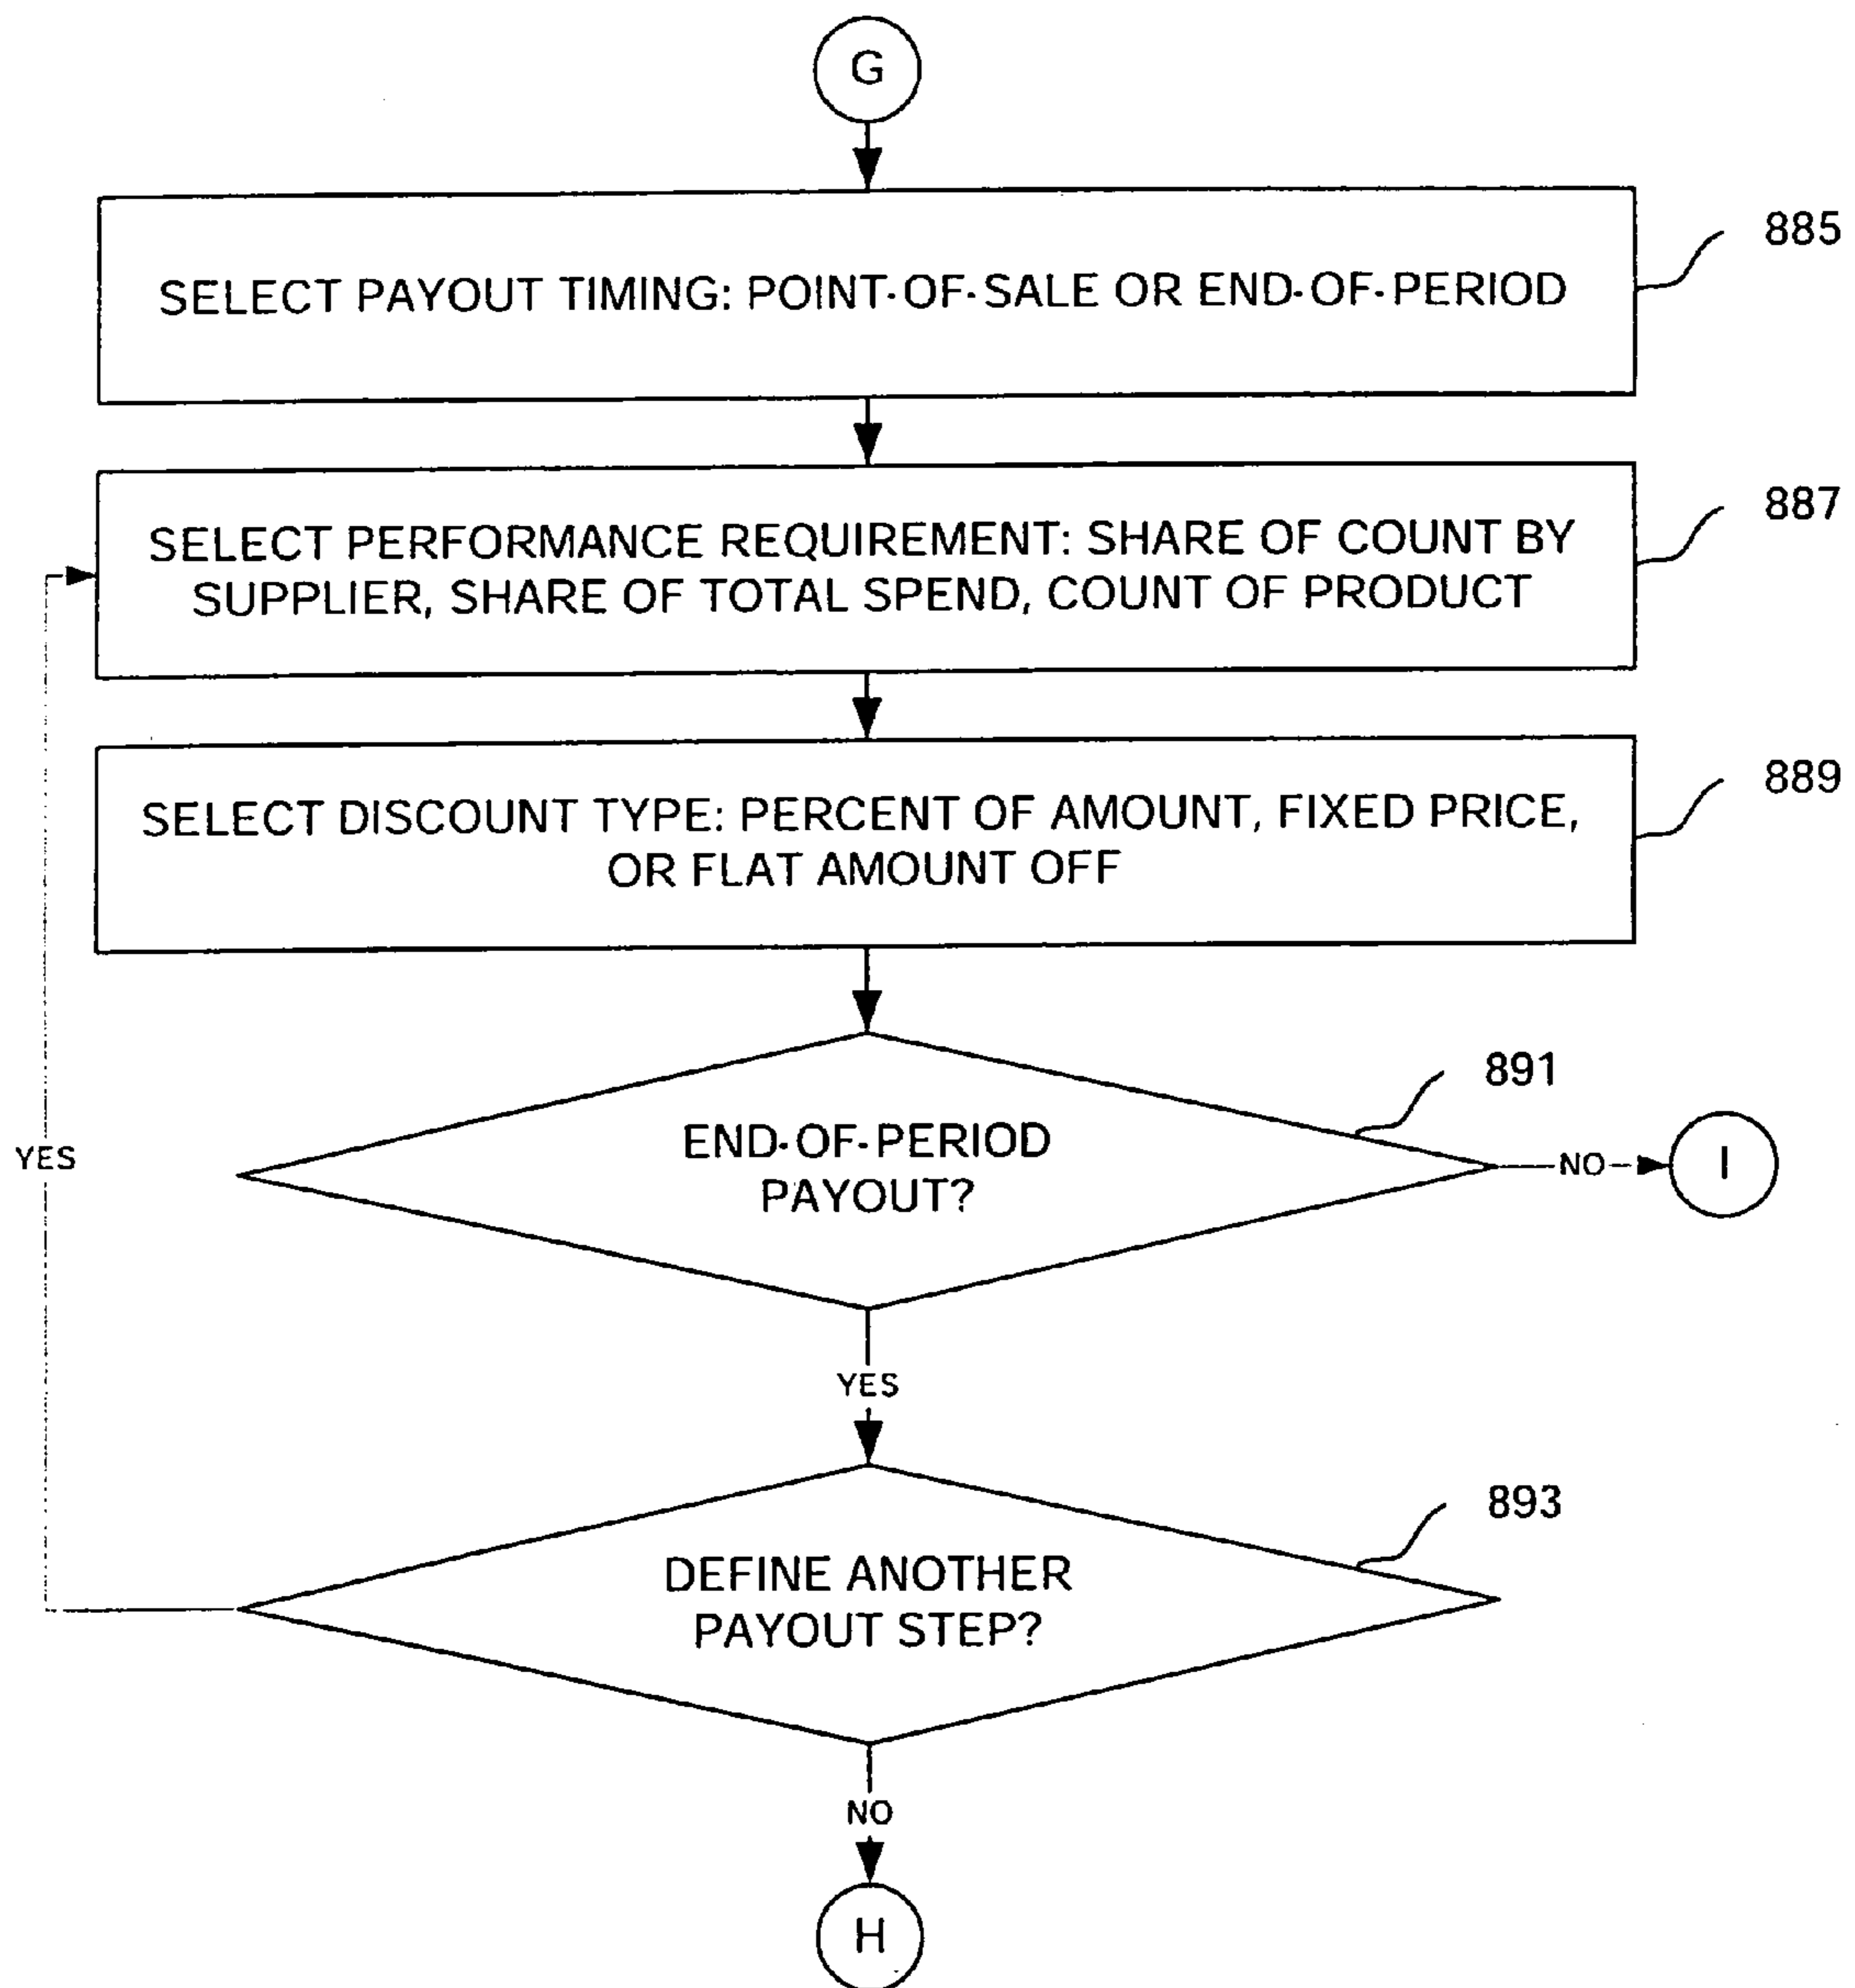 G
SELECT PAYOUT TIMING: POINT-OF-SALE OR END-OF-PERIOD
885
SELECT PERFORMANCE REQUIREMENT: SHARE OF COUNT BY
SUPPLIER, SHARE OF TOTAL SPEND, COUNT OF PRODUCT
887
SELECT DISCOUNT TYPE: PERCENT OF AMOUNT, FIXED PRICE,
OR FLAT AMOUNT OFF
889
END-OF-PERIOD
PAYOUT?
891
NO
I
YES
YES
DEFINE ANOTHER
PAYOUT STEP?
893
NO
H